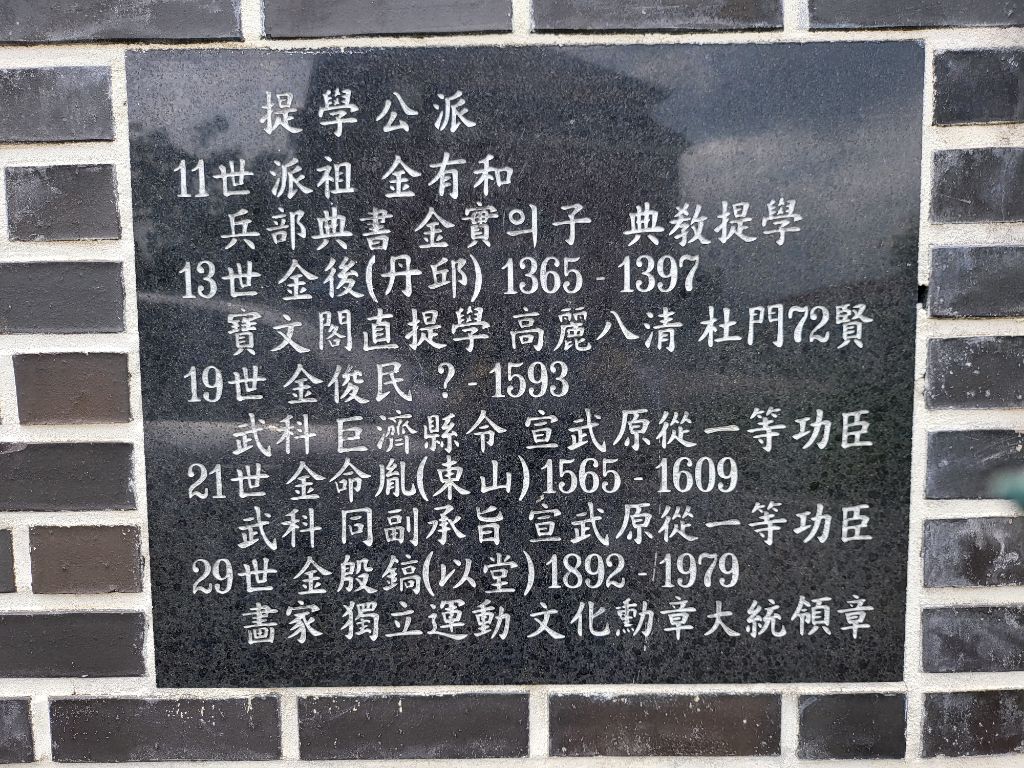 提學公派
11世 派祖 金有和
兵部典書 金實의子 典敎提學
13世 金後(丹邱) 1365 - 1397
寶文閣直提學 高麗八清 杜門72賢
19世 金俊民 ? - 1593
武科 巨濟縣令 宣武原從一等功臣
21世 金命胤(東山) 1565 - 1609
武科 同副承旨 宣武原從一等功臣
29世 金殷鎬(以堂) 1892 - 1979
畵家 獨立運動 文化勳章大統領章